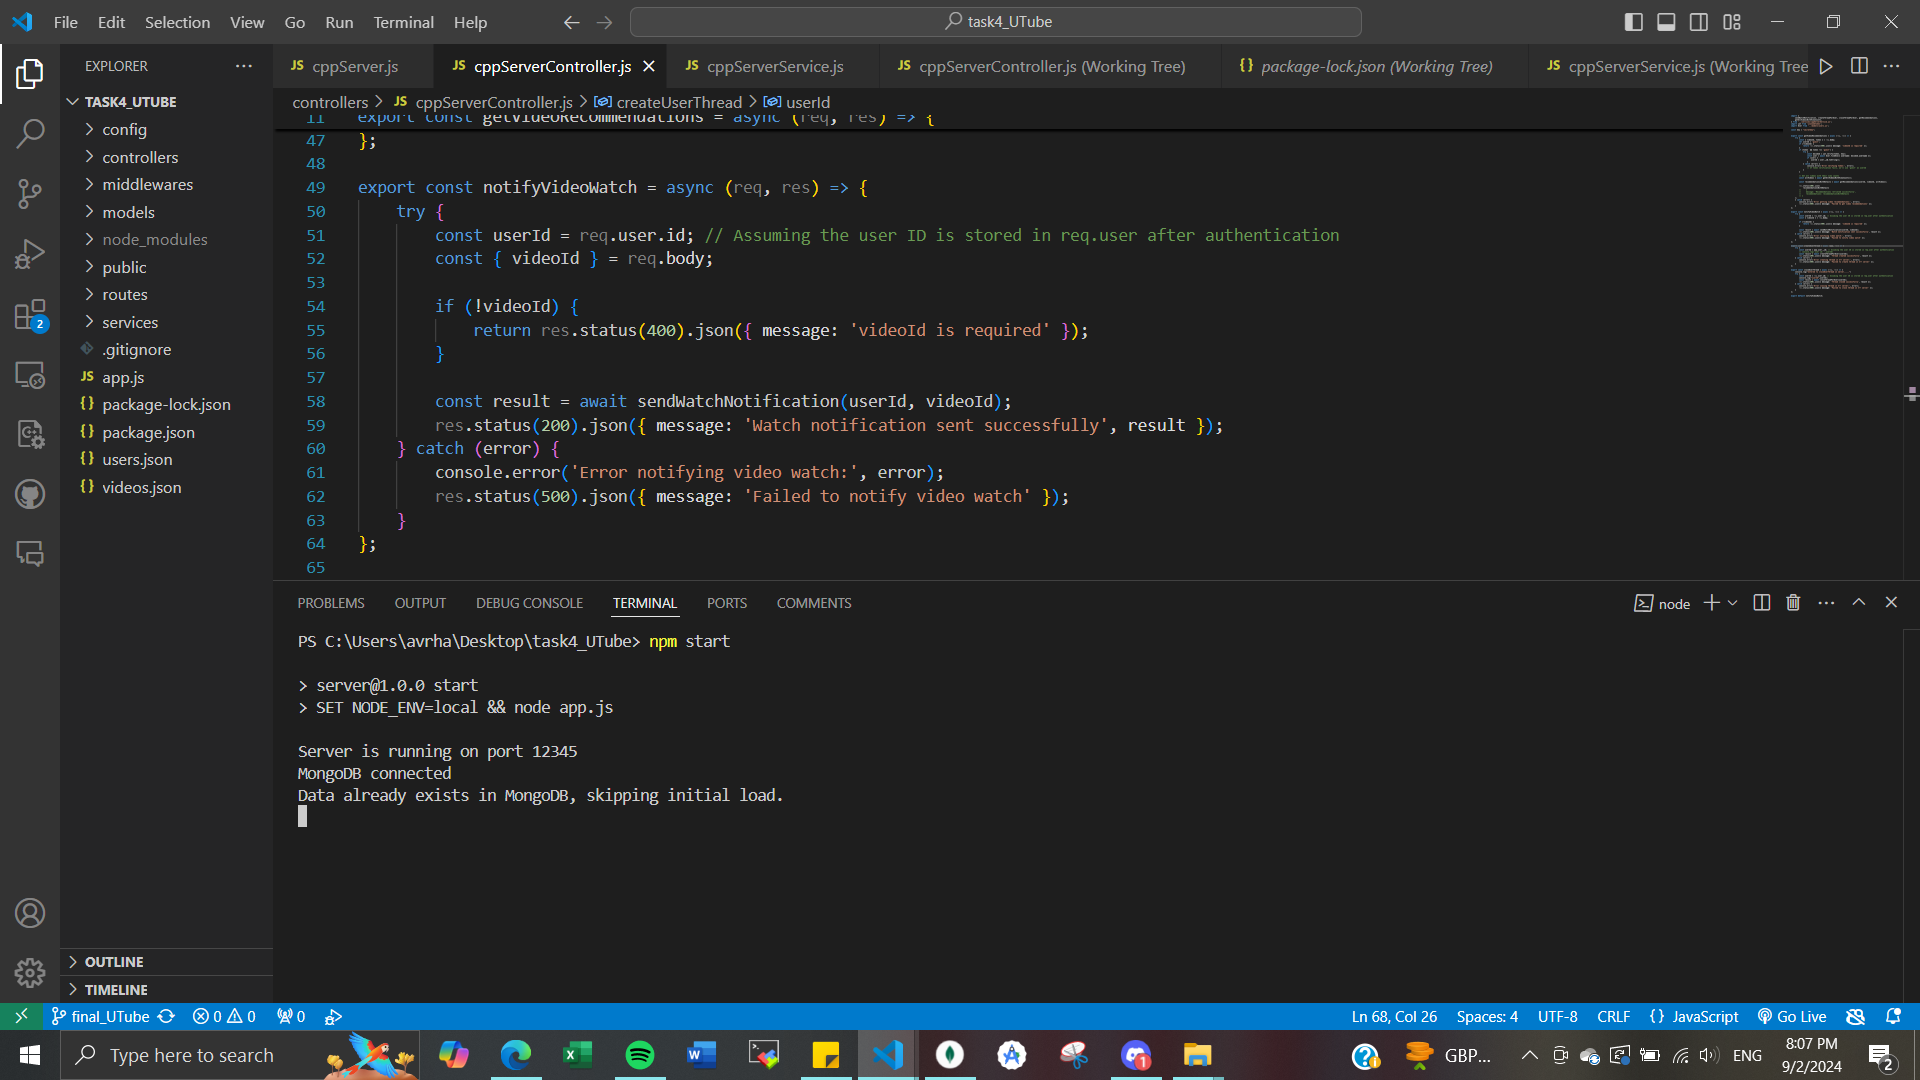 File Edit Selection View Go Run Terminal Help
task4_UTube
EXPLORER
TASK4_UTUBE
config
controllers
middlewares
models
node_modules
public
routes
services
.gitignore
JS app.js
{} package-lock.json
{} package.json
{} users.json
{} videos.json
OUTLINE
TIMELINE
2
JS cppServer.js
JS cppServerController.js
JS cppServerService.js
JS cppServerController.js (Working Tree)
{} package-lock.json (Working Tree)
JS cppServerService.js (Working Tree
controllers > JS cppServerController.js > createUserThread > userId
11 export const getVideoRecommendations = async (req, res) => {
47 };
48
49 export const notifyVideoWatch = async (req, res) => {
50 try {
51 const userId = req.user.id; // Assuming the user ID is stored in req.user after authentication
52 const { videoId } = req.body;
53
54 if (!videoId) {
55 return res.status(400).json({ message: 'videoId is required' });
56 }
57
58 const result = await sendWatchNotification(userId, videoId);
59 res.status(200).json({ message: 'Watch notification sent successfully', result });
60 } catch (error) {
61 console.error('Error notifying video watch:', error);
62 res.status(500).json({ message: 'Failed to notify video watch' });
63 }
64 };
65
PROBLEMS OUTPUT DEBUG CONSOLE TERMINAL PORTS COMMENTS
node
PS C:\Users\avrha\Desktop\task4_UTube> npm start
> server@1.0.0 start
> SET NODE_ENV=local && node app.js
Server is running on port 12345
MongoDB connected
Data already exists in MongoDB, skipping initial load.
final_UTube 0 0 0
Ln 68, Col 26 Spaces: 4 UTF-8 CRLF {} JavaScript Go Live
Type here to search
1
GBP...
ENG
8:07 PM
9/2/2024
2